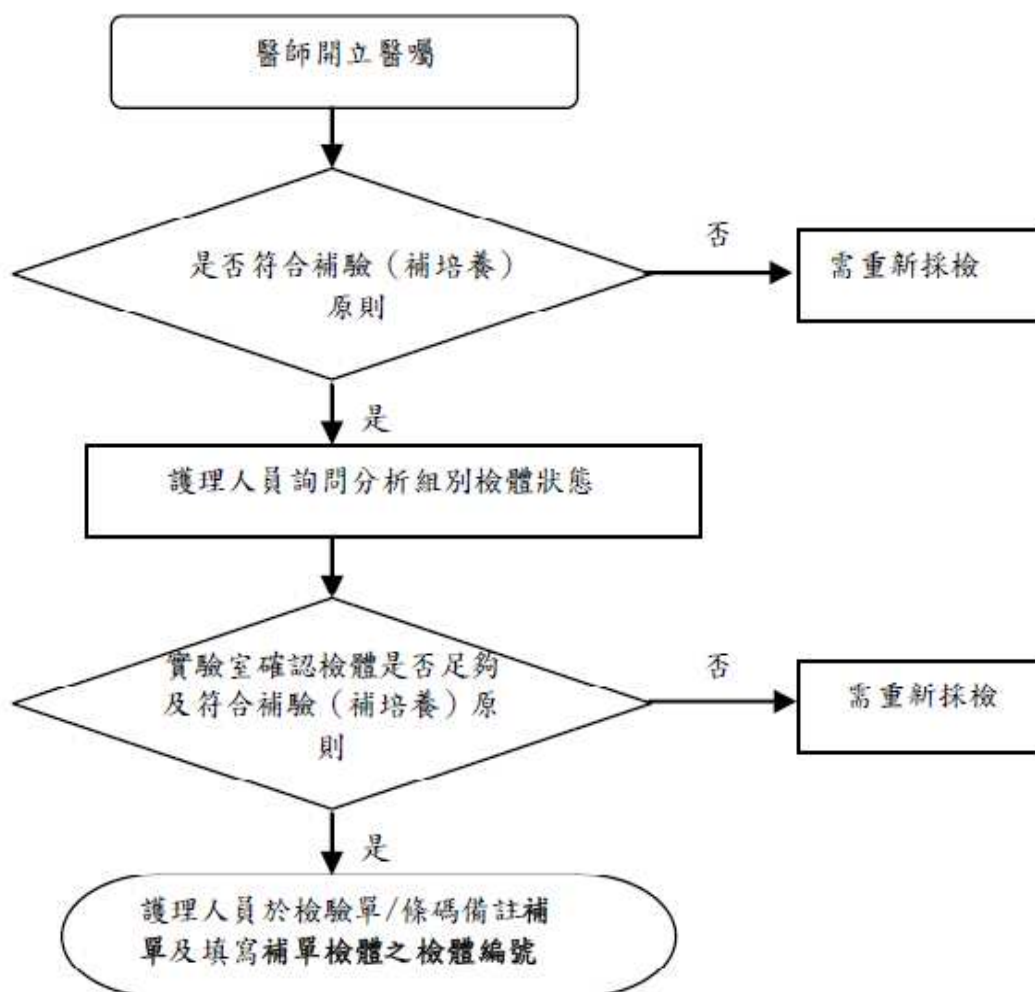 醫師開立醫囑
是否符合補驗（補培養）
原則
否
需重新採檢
是
護理人員詢問分析組別檢體狀態
實驗室確認檢體是否足夠
及符合補驗（補培養）原
則
否
需重新採檢
是
護理人員於檢驗單/條碼備註補
單及填寫補單檢體之檢體編號